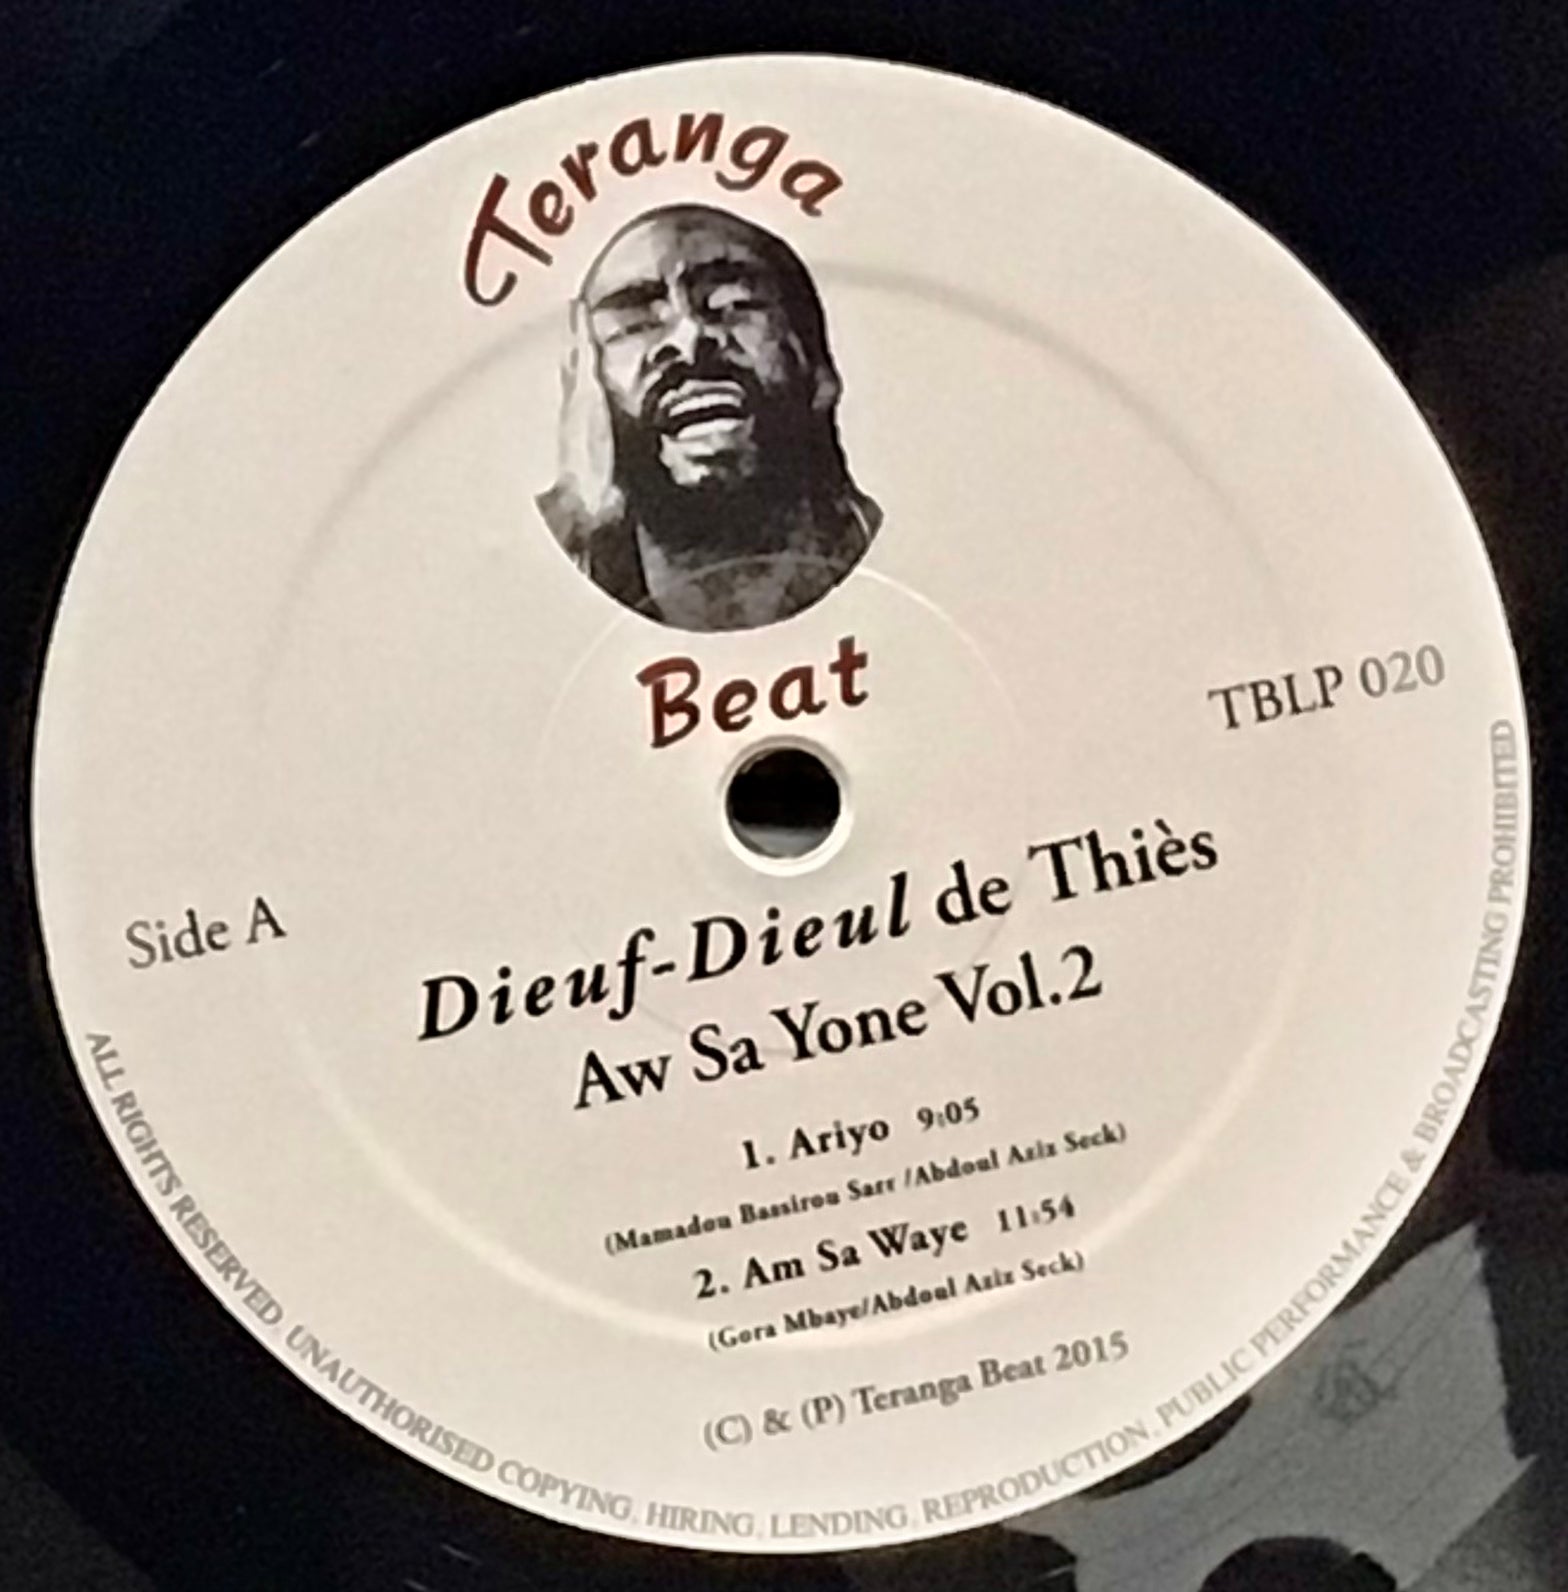 Teranga
Beat
TBLP 020
Side A
Dieuf-Dieul de Thiès
Aw Sa Yone Vol.2
1. Ariyo 9:05
(Mamadou Bassirou Sarr /Abdoul Aziz Seck)
2. Am Sa Waye 11:54
(Gora Mbaye/Abdoul Aziz Seck)
(C) & (P) Teranga Beat 2015
ALL RIGHTS RESERVED. UNAUTHORISED COPYING, HIRING, LENDING, REPRODUCTION, PUBLIC PERFORMANCE & BROADCASTING PROHIBITED